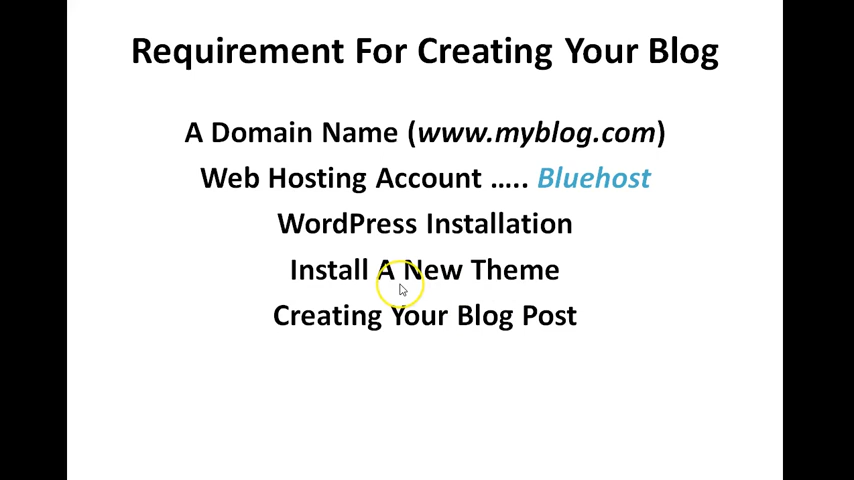 Requirement For Creating Your Blog
A Domain Name (www.myblog.com)
Web Hosting Account ..... Bluehost
WordPress Installation
Install A New Theme
Creating Your Blog Post